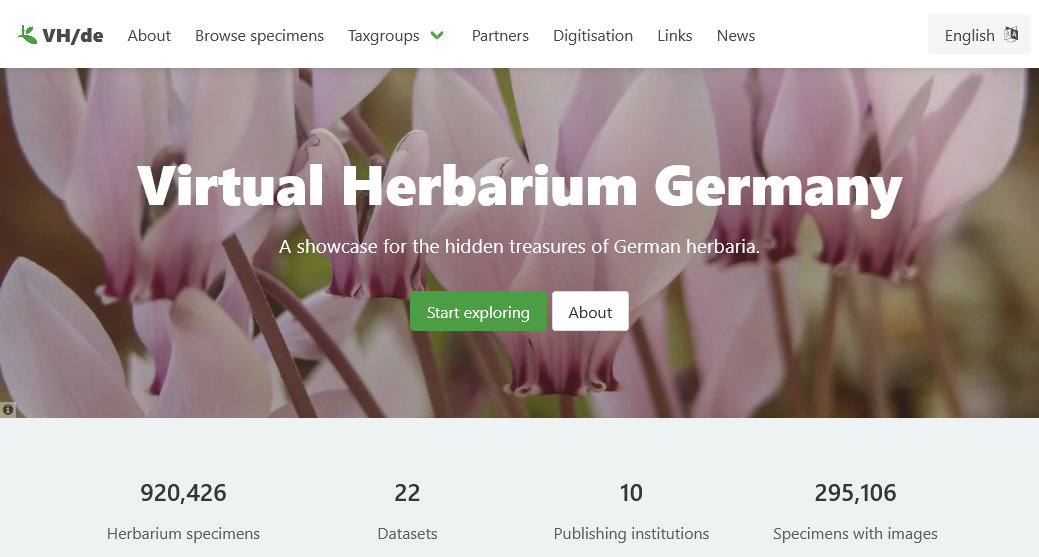 VH/de About Browse specimens Taxgroups Partners Digitisation Links News English
Virtual Herbarium Germany
A showcase for the hidden treasures of German herbaria.
Start exploring About
920,426 22 10 295,106
Herbarium specimens Datasets Publishing institutions Specimens with images